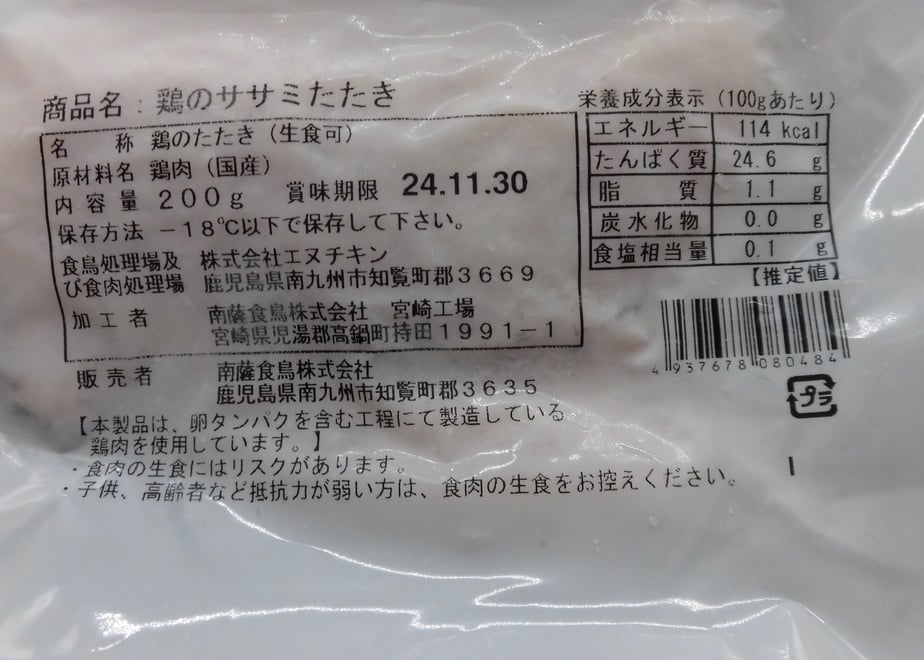 商品名：鶏のササミたたき
名称 鶏のたたき（生食可）
原材料名 鶏肉（国産）
内容量 200g 賞味期限 24.11.30
保存方法 －18℃以下で保存して下さい。
食鳥処理場及 株式会社エヌチキン
び食肉処理場 鹿児島県南九州市知覧町郡3669
加工者 南薩食鳥株式会社 宮崎工場
宮崎県児湯郡高鍋町持田1991－1
販売者 南薩食鳥株式会社
鹿児島県南九州市知覧町郡3635
【本製品は、卵タンパクを含む工程にて製造している
鶏肉を使用しています。】
・食肉の生食にはリスクがあります。
・子供、高齢者など抵抗力が弱い方は、食肉の生食をお控えください。
栄養成分表示（100gあたり）
エネルギー 114 kcal
たんぱく質 24.6 g
脂質 1.1 g
炭水化物 0.0 g
食塩相当量 0.1 g
【推定値】
4 937678 080484
プラ